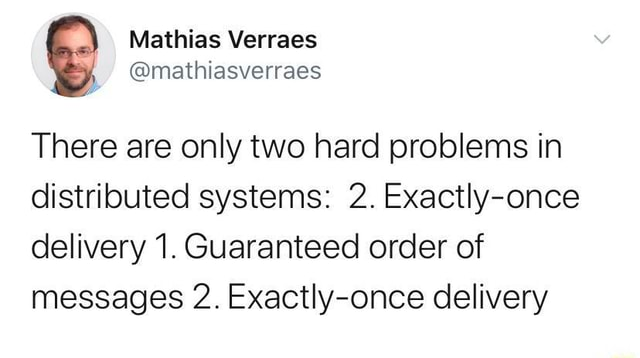 Mathias Verraes
@mathiasverraes
There are only two hard problems in
distributed systems: 2. Exactly-once
delivery 1. Guaranteed order of
messages 2. Exactly-once delivery